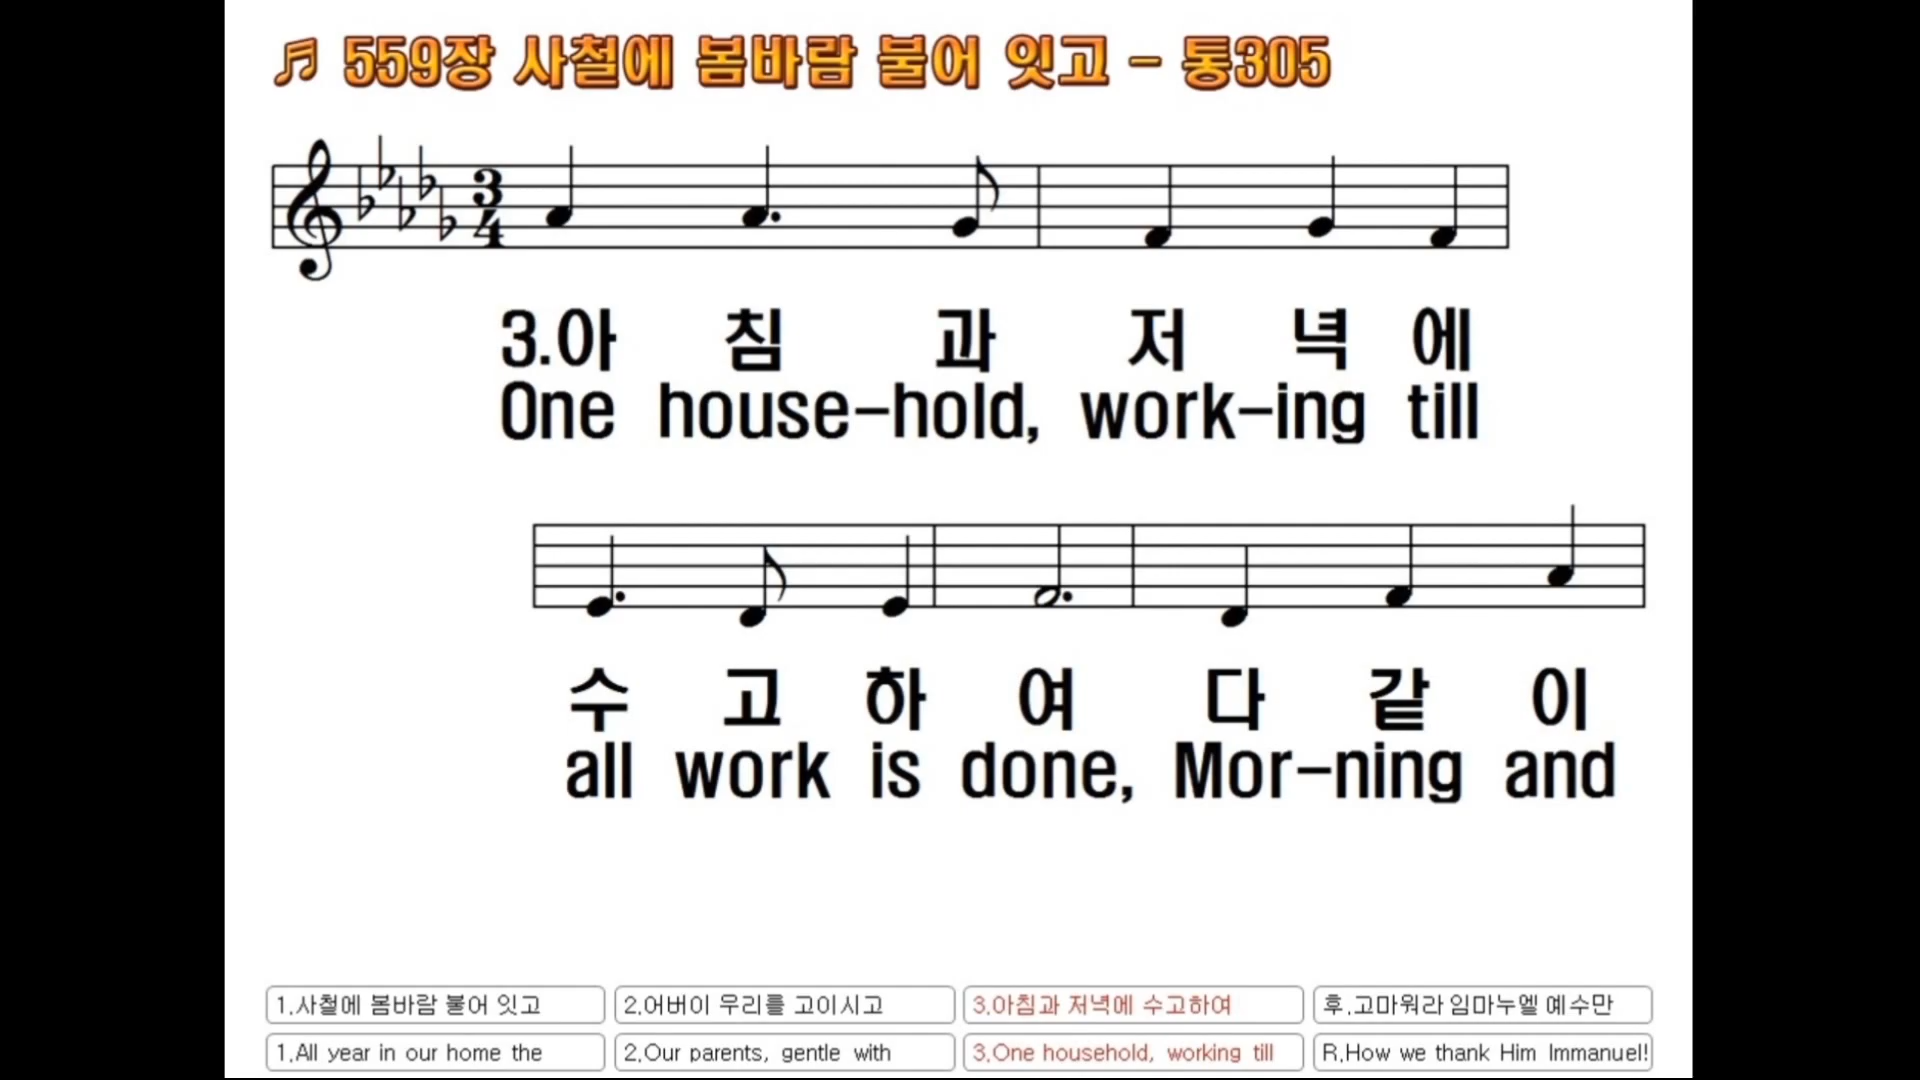 559장 사철에 봄바람 불어 잇고 - 통305
3
4
3.아 침 과 저 녁 에
One house-hold, work-ing till
수 고 하 여 다 같 이
all work is done, Mor-ning and
1.사철에 봄바람 불어 잇고
2.어버이 우리를 고이시고
3.아침과 저녁에 수고하여
후.고마워라 임마누엘 예수만
1.All year in our home the
2.Our parents, gentle with
3.One household, working till
R.How we thank Him Immanuel!